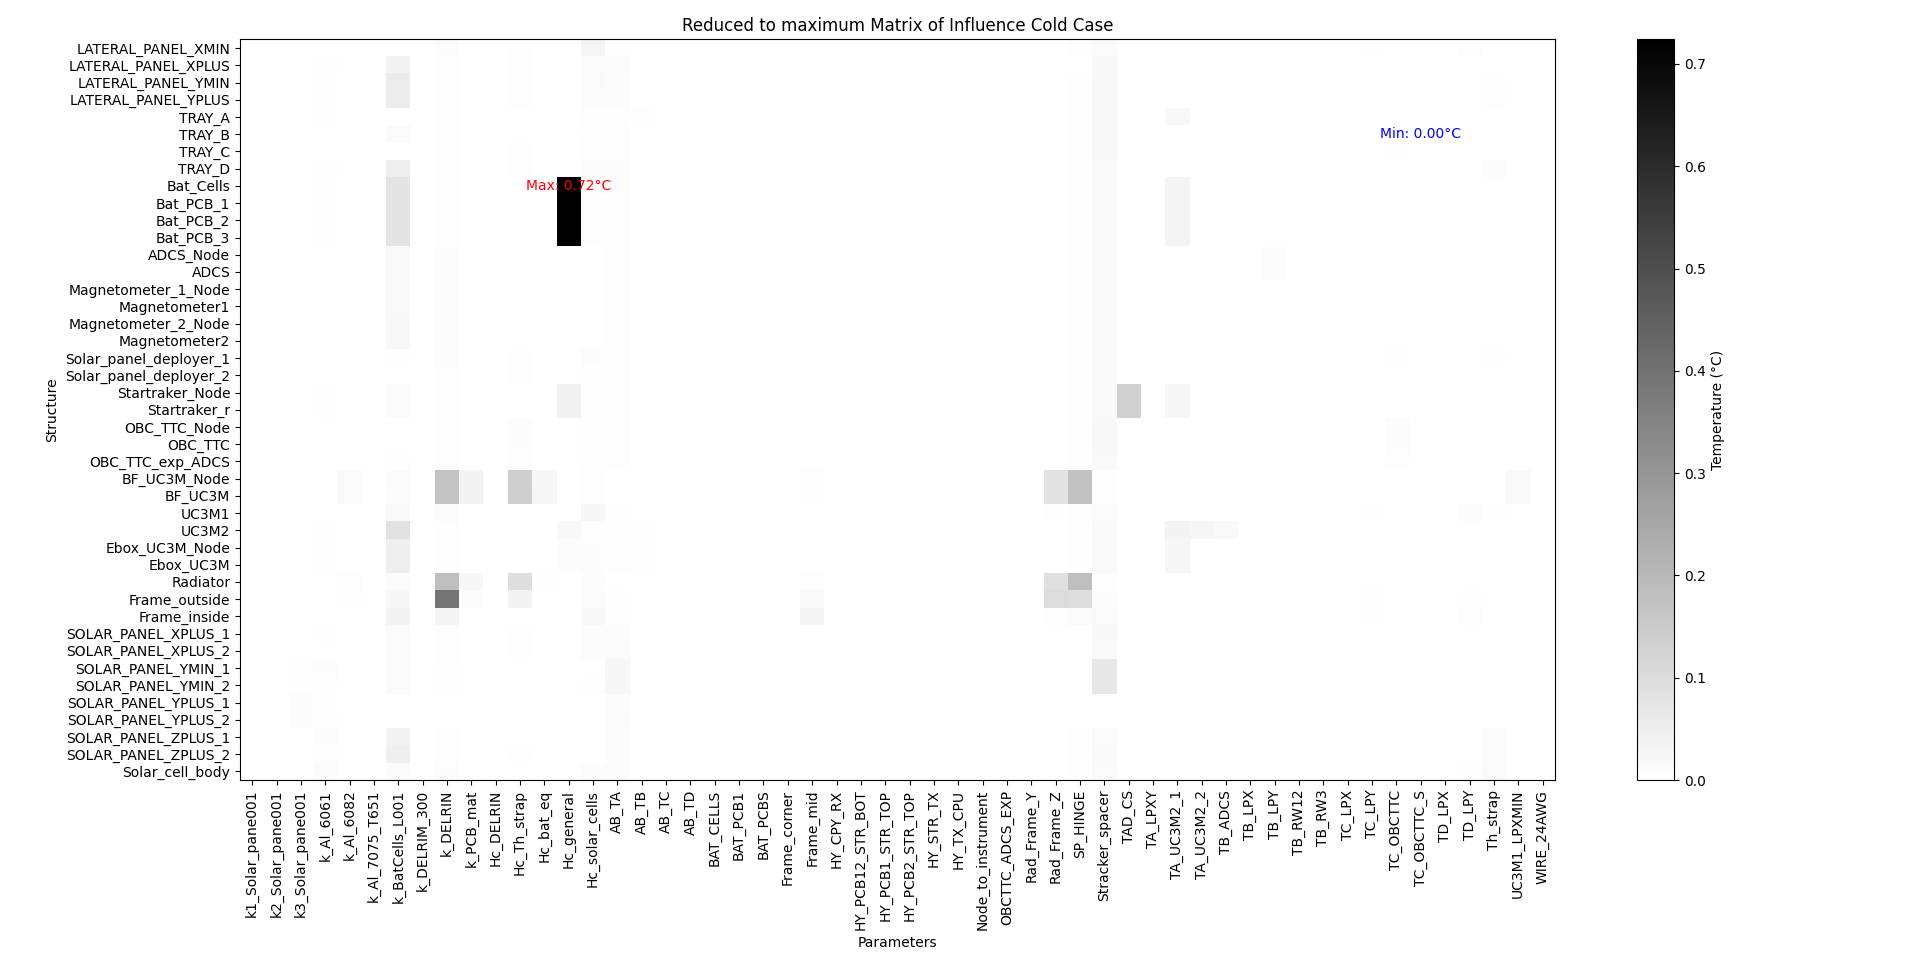 Reduced to maximum Matrix of Influence Cold Case
LATERAL_PANEL_XMIN
LATERAL_PANEL_XPLUS
LATERAL_PANEL_YMIN
LATERAL_PANEL_YPLUS
TRAY_A
TRAY_B
TRAY_C
TRAY_D
Bat_Cells
Bat_PCB_1
Bat_PCB_2
Bat_PCB_3
ADCS_Node
ADCS
Magnetometer_1_Node
Magnetometer1
Magnetometer_2_Node
Magnetometer2
Solar_panel_deployer_1
Solar_panel_deployer_2
Startraker_Node
Startraker_r
OBC_TTC_Node
OBC_TTC
OBC_TTC_exp_ADCS
BF_UC3M_Node
BF_UC3M
UC3M1
UC3M2
Ebox_UC3M_Node
Ebox_UC3M
Radiator
Frame_outside
Frame_inside
SOLAR_PANEL_XPLUS_1
SOLAR_PANEL_XPLUS_2
SOLAR_PANEL_YMIN_1
SOLAR_PANEL_YMIN_2
SOLAR_PANEL_YPLUS_1
SOLAR_PANEL_YPLUS_2
SOLAR_PANEL_ZPLUS_1
SOLAR_PANEL_ZPLUS_2
Solar_cell_body
Structure
Max: 0.72°C
Min: 0.00°C
k1_Solar_pane001
k2_Solar_pane001
k3_Solar_pane001
k_Al_6061
k_Al_6082
k_Al_7075_T651
k_BatCells_L001
k_DELRIM_300
k_DELRIN
k_PCB_mat
Hc_DELRIN
Hc_Th_strap
Hc_bat_eq
Hc_general
Hc_solar_cells
AB_TA
AB_TB
AB_TC
AB_TD
BAT_CELLS
BAT_PCB1
BAT_PCBS
Frame_corner
Frame_mid
HY_CPY_RX
HY_PCB12_STR_BOT
HY_PCB1_STR_TOP
HY_PCB2_STR_TOP
HY_STR_TX
HY_TX_CPU
Node_to_instrument
OBCTTC_ADCS_EXP
Rad_Frame_Y
Rad_Frame_Z
SP_HINGE
Stracker_spacer
TAD_CS
TA_LPXY
TA_UC3M2_1
TA_UC3M2_2
TB_ADCS
TB_LPX
TB_LPY
TB_RW12
TB_RW3
TC_LPX
TC_LPY
TC_OBCTTC
TC_OBCTTC_S
TD_LPX
TD_LPY
Th_strap
UC3M1_LPXMIN
WIRE_24AWG
Parameters
0.7
0.6
0.5
0.4
0.3
0.2
0.1
0.0
Temperature (°C)